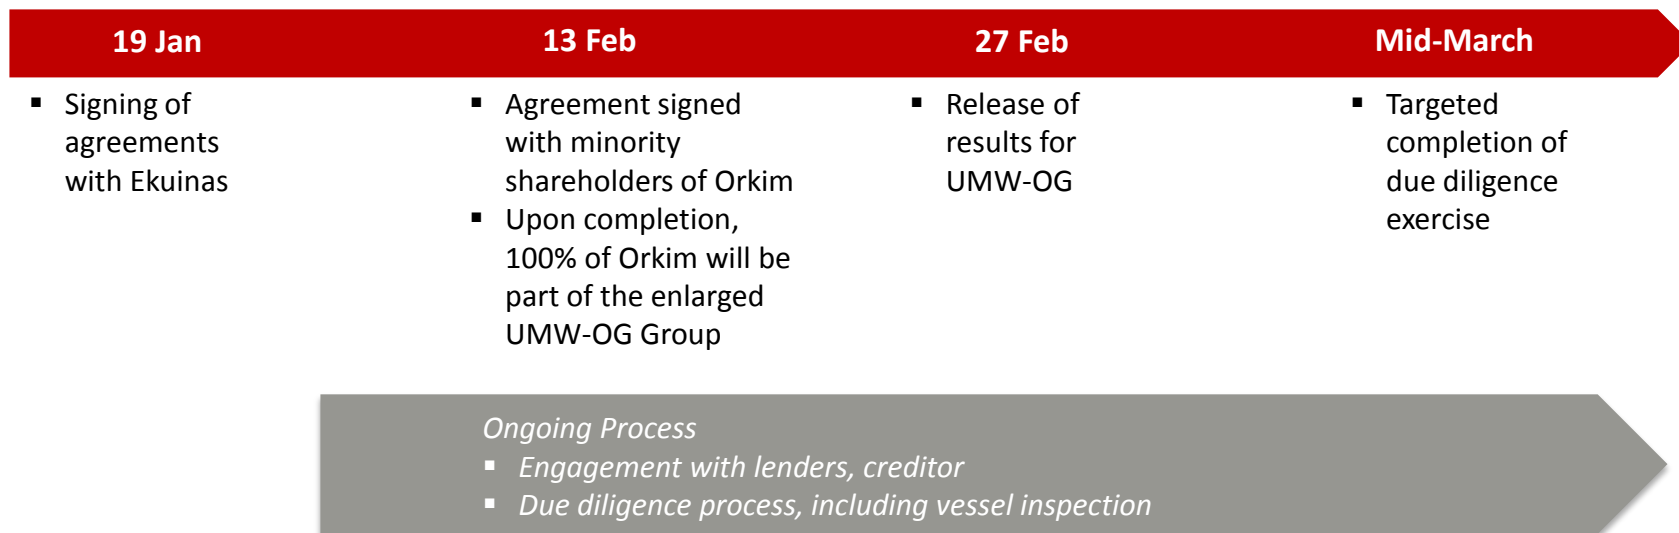 19 Jan
13 Feb
27 Feb
Mid-March
▪ Signing of
agreements
with Ekuinas
▪ Agreement signed
with minority
shareholders of Orkim
▪ Upon completion,
100% of Orkim will be
part of the enlarged
UMW-OG Group
▪ Release of
results for
UMW-OG
▪ Targeted
completion of
due diligence
exercise
Ongoing Process
▪ Engagement with lenders, creditor
▪ Due diligence process, including vessel inspection